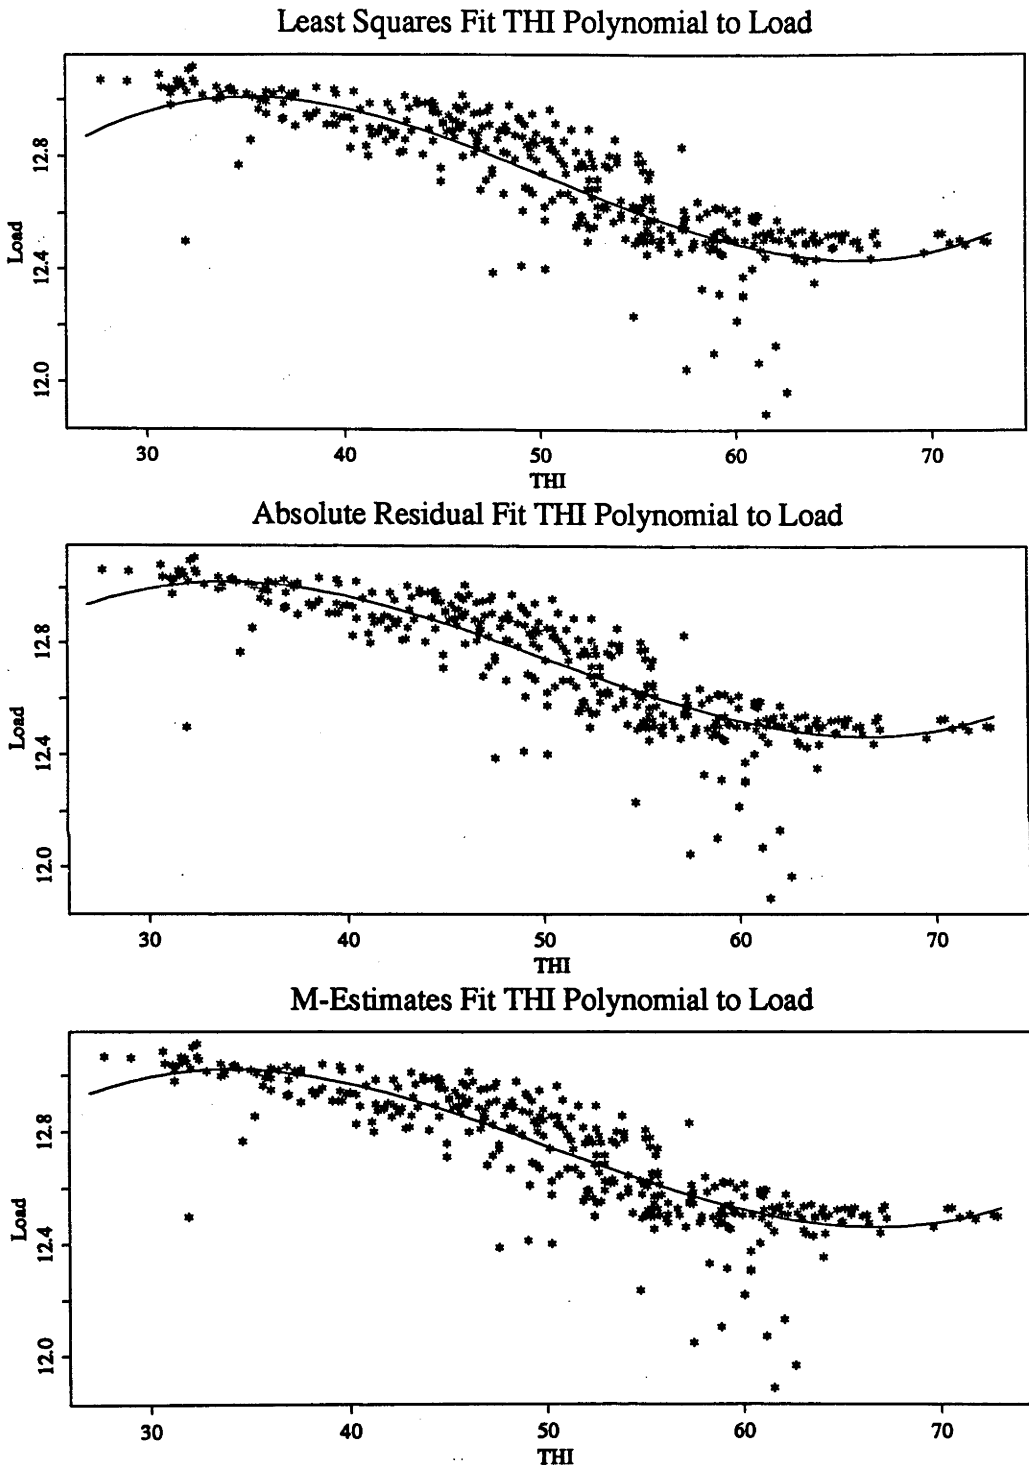 Least Squares Fit THI Polynomial to Load
Load
12.8
12.4
12.0
30 40 50 60 70
THI
Absolute Residual Fit THI Polynomial to Load
Load
12.8
12.4
12.0
30 40 50 60 70
THI
M-Estimates Fit THI Polynomial to Load
Load
12.8
12.4
12.0
30 40 50 60 70
THI